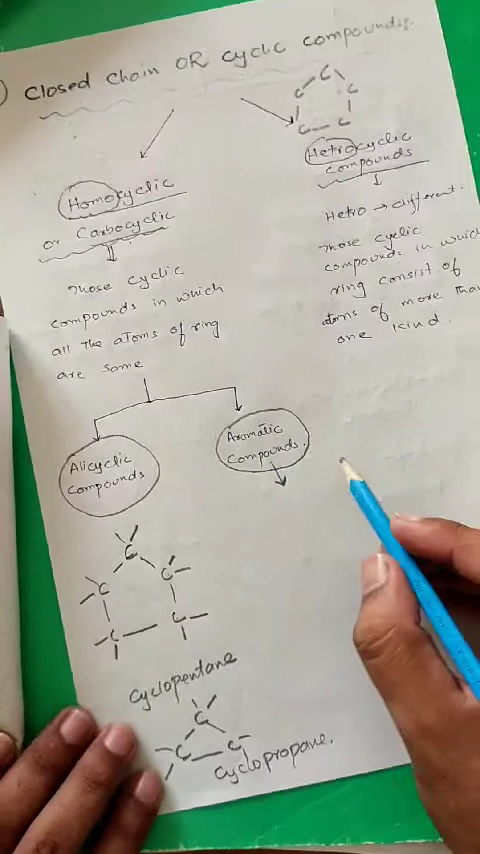 Closed Chain OR Cyclic Compounds.
C
C C
C C
Homocyclic
or Carbocyclic
Those cyclic
compounds in which
all the atoms of ring
are same
Hetrocyclic
compounds
Hetro → different.
Those cyclic
compounds in which
ring consist of
atoms of more than
one kind.
Alicyclic
Compounds
Aromatic
Compounds.
C
C C
C C
Cyclopentane
C
C C
Cyclopropane.